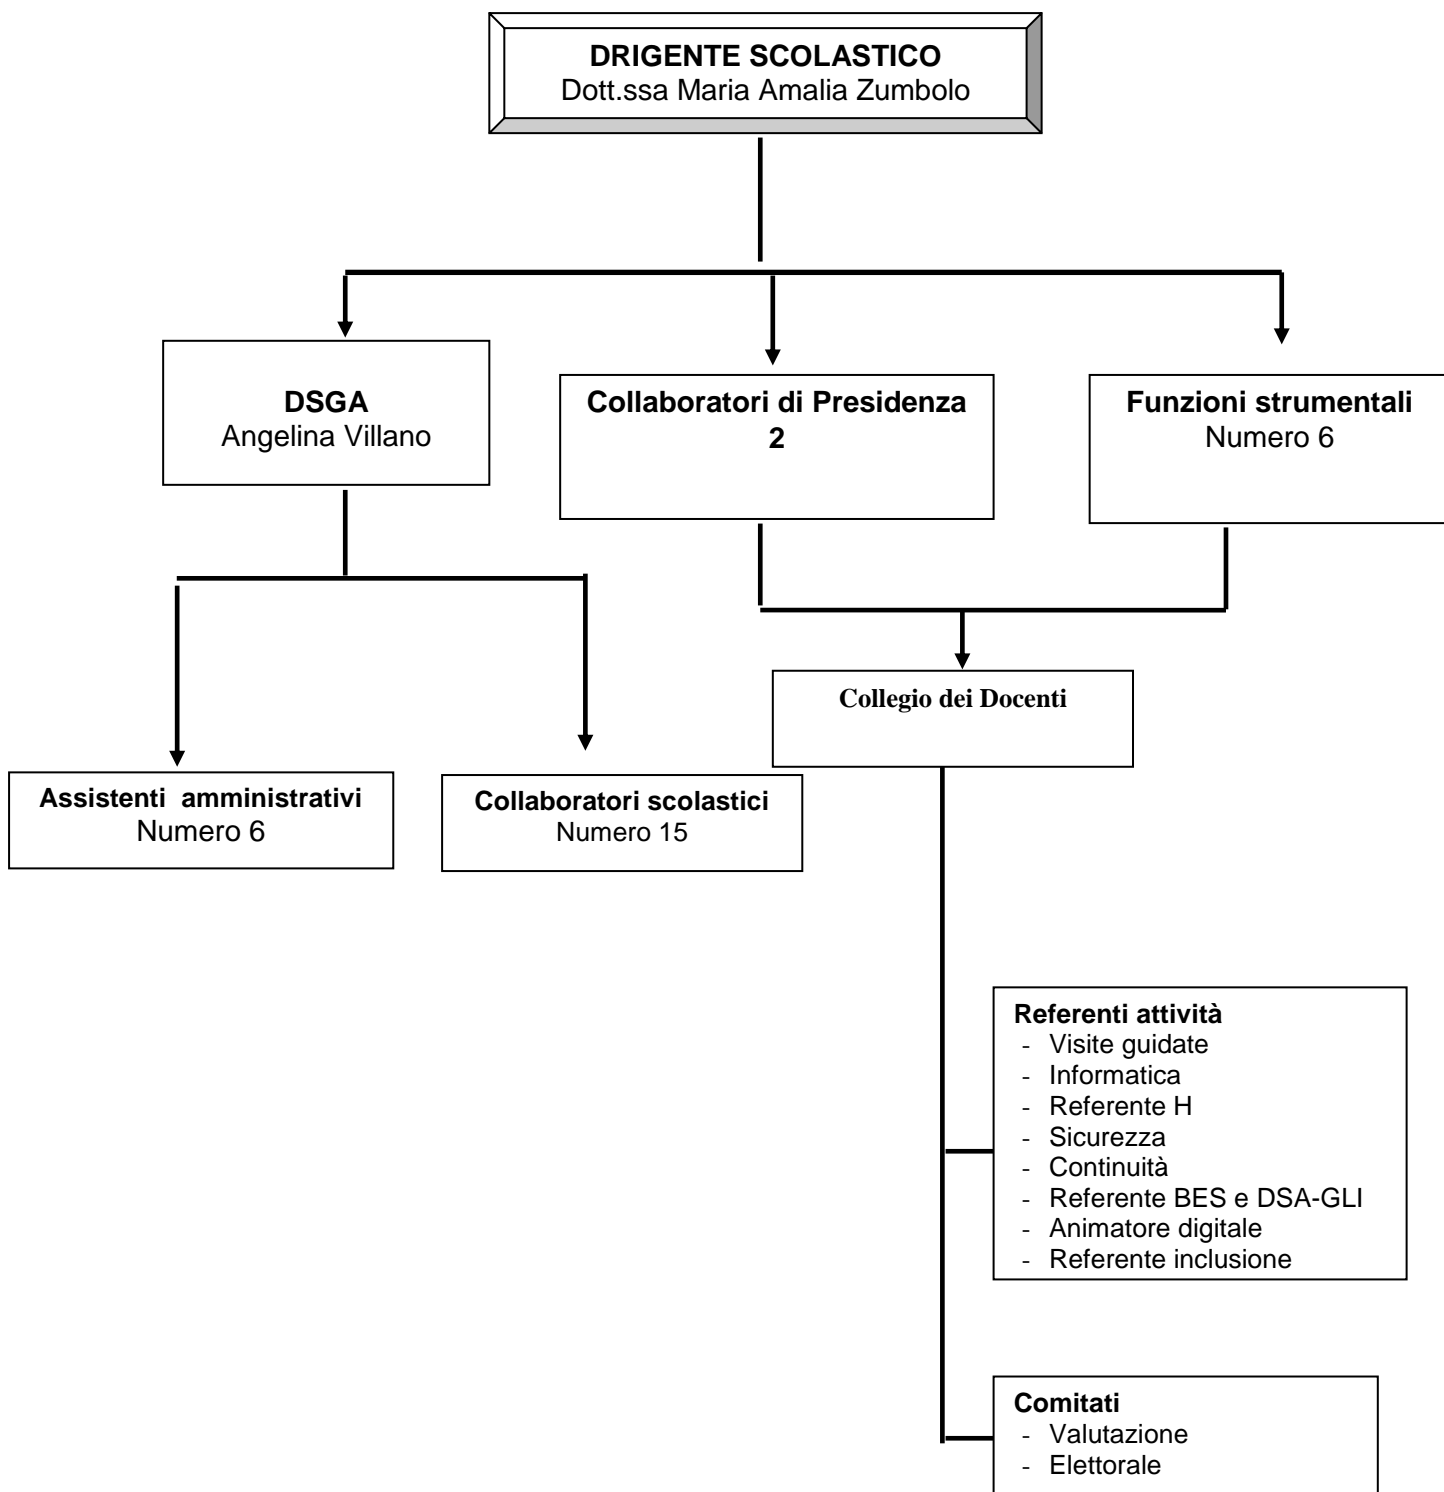 DRIGENTE SCOLASTICO
Dott.ssa Maria Amalia Zumbolo
DSGA
Angelina Villano
Collaboratori di Presidenza
2
Funzioni strumentali
Numero 6
Collegio dei Docenti
Assistenti amministrativi
Numero 6
Collaboratori scolastici
Numero 15
Referenti attività
- Visite guidate
- Informatica
- Referente H
- Sicurezza
- Continuità
- Referente BES e DSA-GLI
- Animatore digitale
- Referente inclusione
Comitati
- Valutazione
- Elettorale